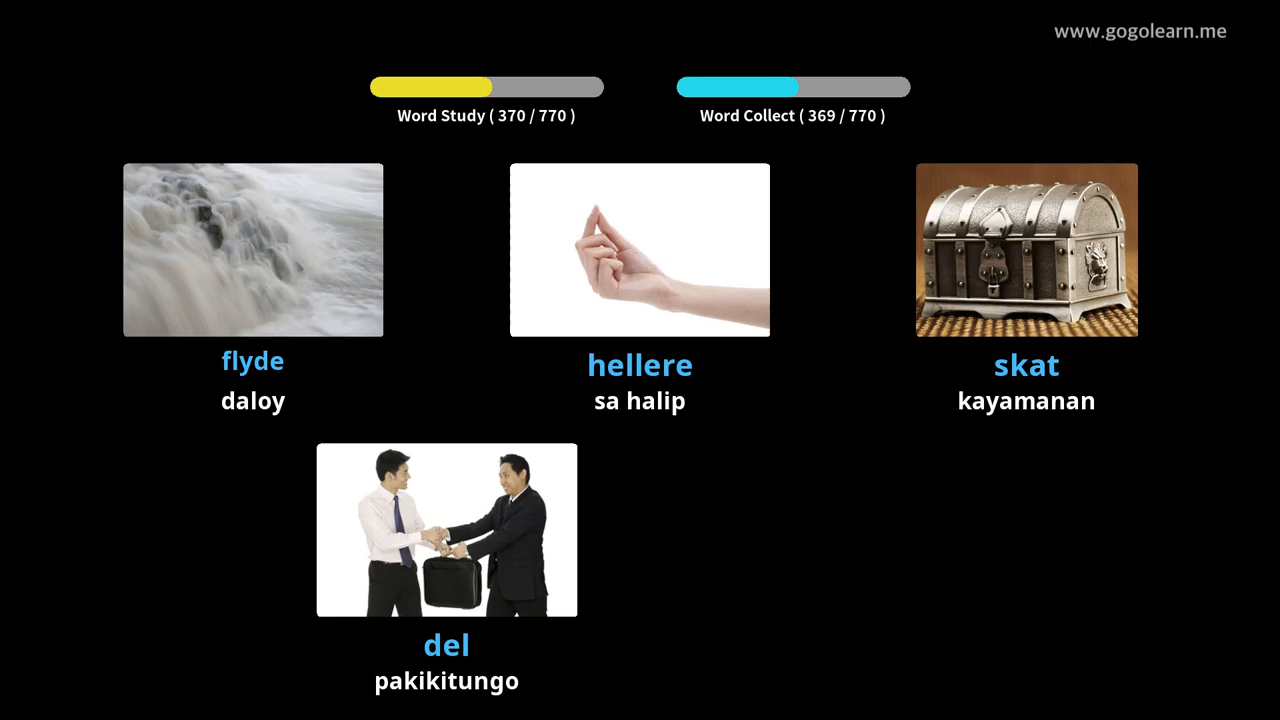 www.gogolearn.me
Word Study ( 370 / 770 )
Word Collect ( 369 / 770 )
flyde
daloy
hellere
sa halip
skat
kayamanan
del
pakikitungo